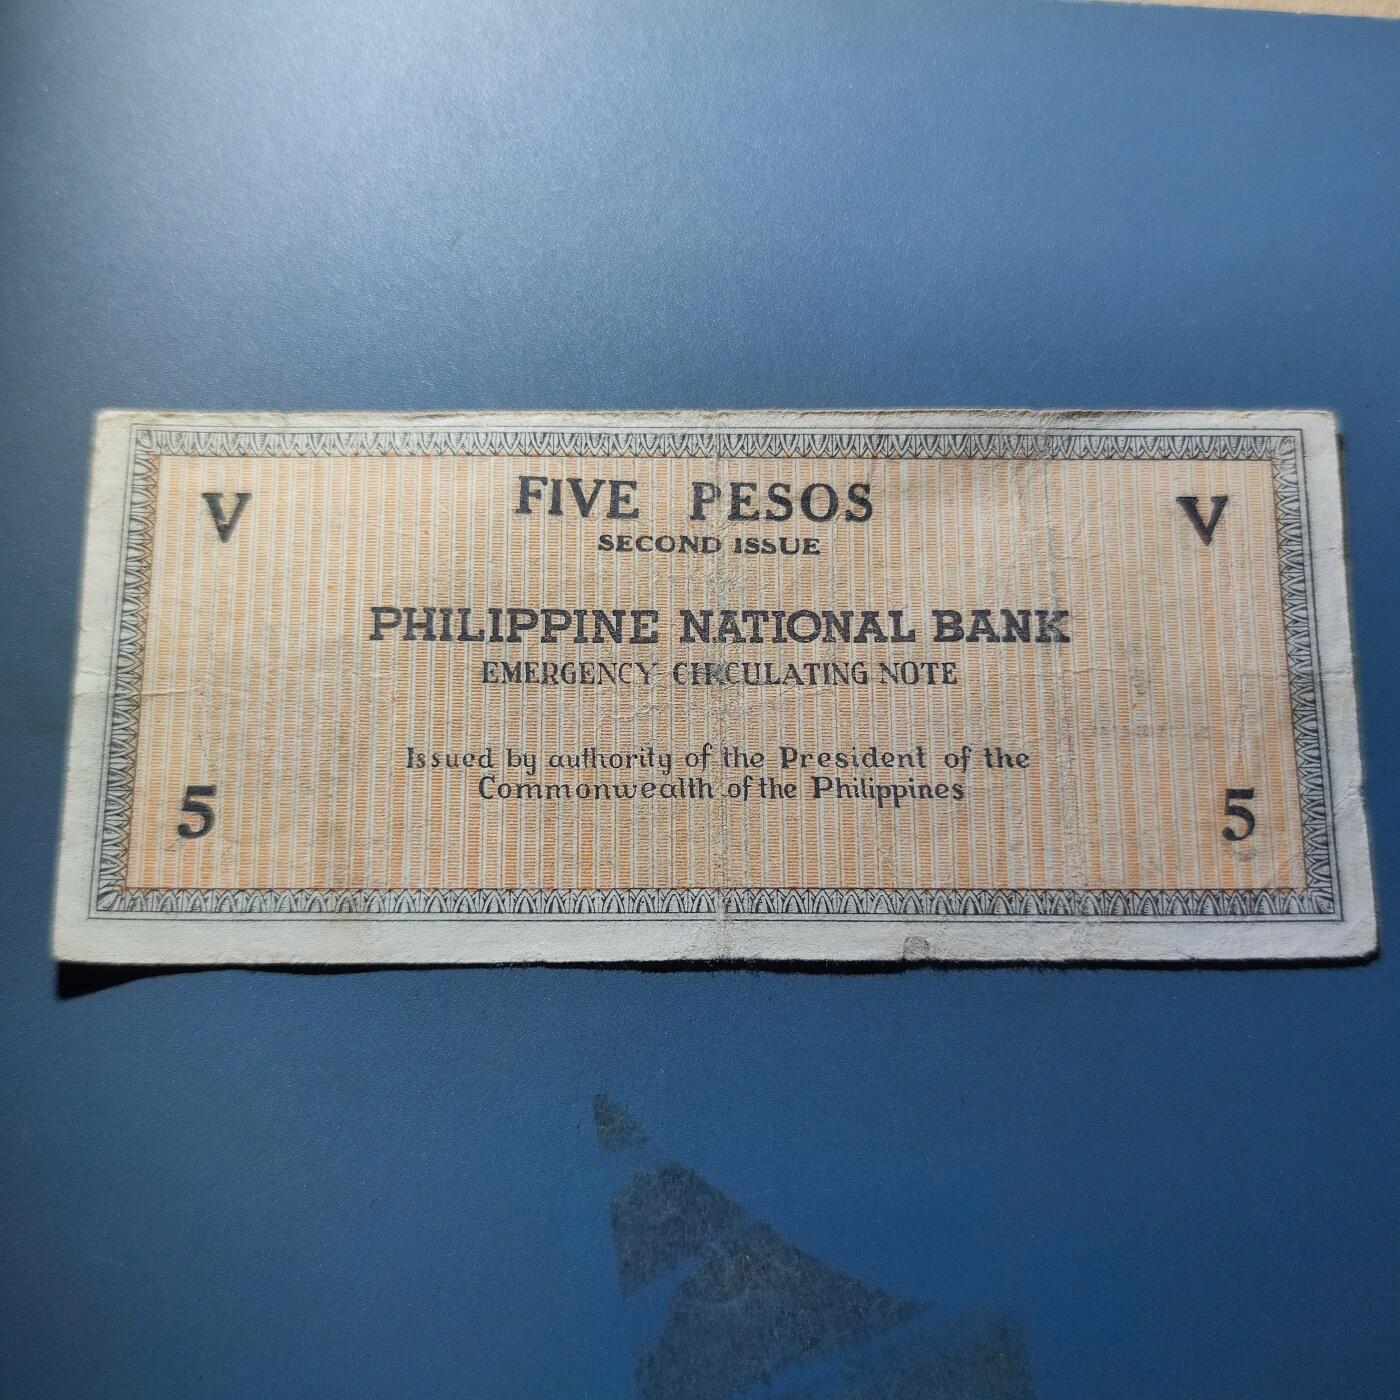 V FIVE PESOS V
SECOND ISSUE
PHILIPPINE NATIONAL BANK
EMERGENCY CIRCULATING NOTE
Issued by authority of the President of the
Commonwealth of the Philippines
5 5